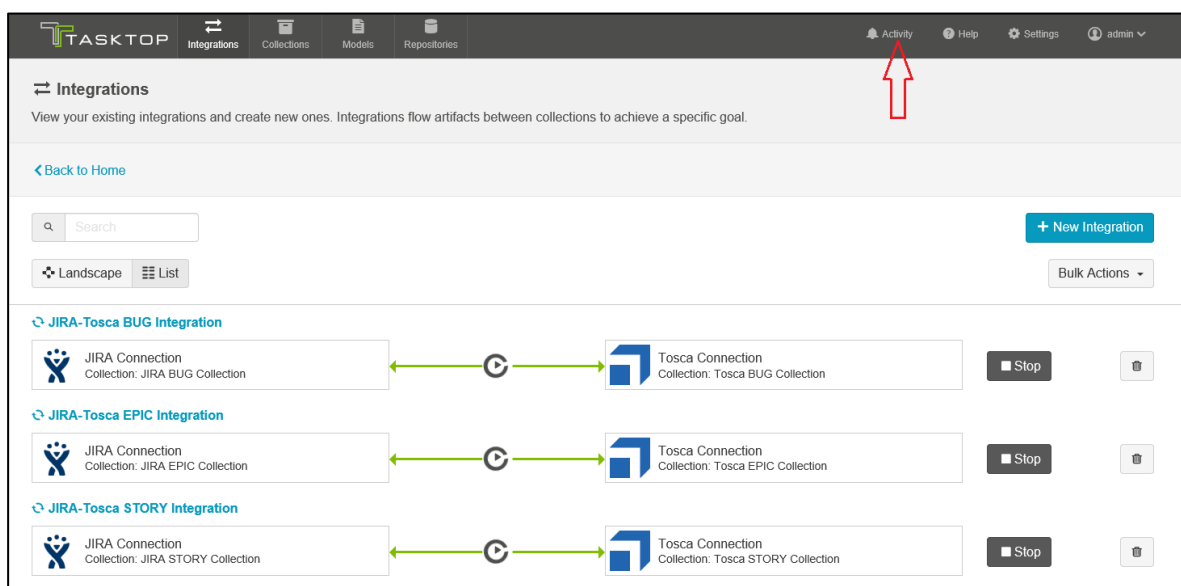 TASKTOP
Integrations
Collections
Models
Repositories
Activity
Help
Settings
admin
Integrations
View your existing integrations and create new ones. Integrations flow artifacts between collections to achieve a specific goal.
Back to Home
Search
+ New Integration
Landscape
List
Bulk Actions
JIRA-Tosca BUG Integration
JIRA Connection
Collection: JIRA BUG Collection
Tosca Connection
Collection: Tosca BUG Collection
Stop
JIRA-Tosca EPIC Integration
JIRA Connection
Collection: JIRA EPIC Collection
Tosca Connection
Collection: Tosca EPIC Collection
Stop
JIRA-Tosca STORY Integration
JIRA Connection
Collection: JIRA STORY Collection
Tosca Connection
Collection: Tosca STORY Collection
Stop